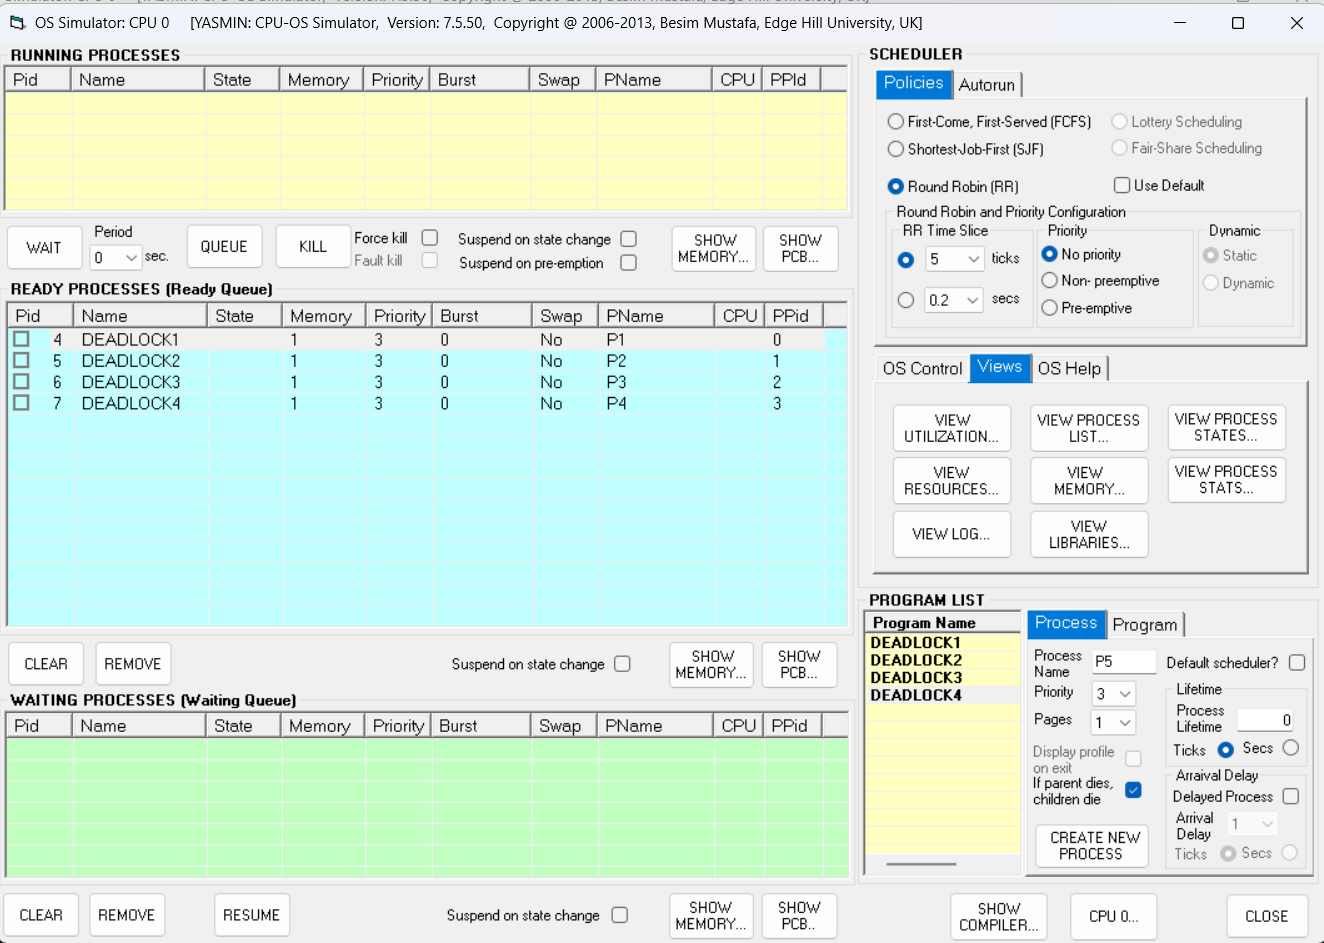 OS Simulator: CPU 0 [YASMIN: CPU-OS Simulator, Version: 7.5.50, Copyright @ 2006-2013, Besim Mustafa, Edge Hill University, UK]
RUNNING PROCESSES
Pid Name State Memory Priority Burst Swap PName CPU PPId
WAIT
Period
0 sec.
QUEUE
KILL
Force kill
Fault kill
Suspend on state change
Suspend on pre-emption
SHOW
MEMORY...
SHOW
PCB...
READY PROCESSES (Ready Queue)
Pid Name State Memory Priority Burst Swap PName CPU PPid
4 DEADLOCK1 1 3 0 No P1 0
5 DEADLOCK2 1 3 0 No P2 1
6 DEADLOCK3 1 3 0 No P3 2
7 DEADLOCK4 1 3 0 No P4 3
CLEAR
REMOVE
Suspend on state change
SHOW
MEMORY...
SHOW
PCB...
WAITING PROCESSES (Waiting Queue)
Pid Name State Memory Priority Burst Swap PName CPU PPid
CLEAR
REMOVE
RESUME
Suspend on state change
SHOW
MEMORY...
SHOW
PCB..
SCHEDULER
Policies Autorun
First-Come, First-Served (FCFS)
Lottery Scheduling
Shortest-Job-First (SJF)
Fair-Share Scheduling
Round Robin (RR)
Use Default
Round Robin and Priority Configuration
RR Time Slice
5 ticks
0.2 secs
Priority
No priority
Non- preemptive
Pre-emptive
Dynamic
Static
Dynamic
OS Control Views OS Help
VIEW
UTILIZATION...
VIEW PROCESS
LIST...
VIEW PROCESS
STATES...
VIEW
RESOURCES...
VIEW
MEMORY...
VIEW PROCESS
STATS...
VIEW LOG...
VIEW
LIBRARIES...
PROGRAM LIST
Program Name
DEADLOCK1
DEADLOCK2
DEADLOCK3
DEADLOCK4
Process Program
Process
Name
P5
Priority 3
Pages 1
Display profile
on exit
If parent dies,
children die
CREATE NEW
PROCESS
Default scheduler?
Lifetime
Process
Lifetime
0
Ticks Secs
Arraival Delay
Delayed Process
Arrival
Delay
1
Ticks Secs
SHOW
COMPILER...
CPU 0...
CLOSE